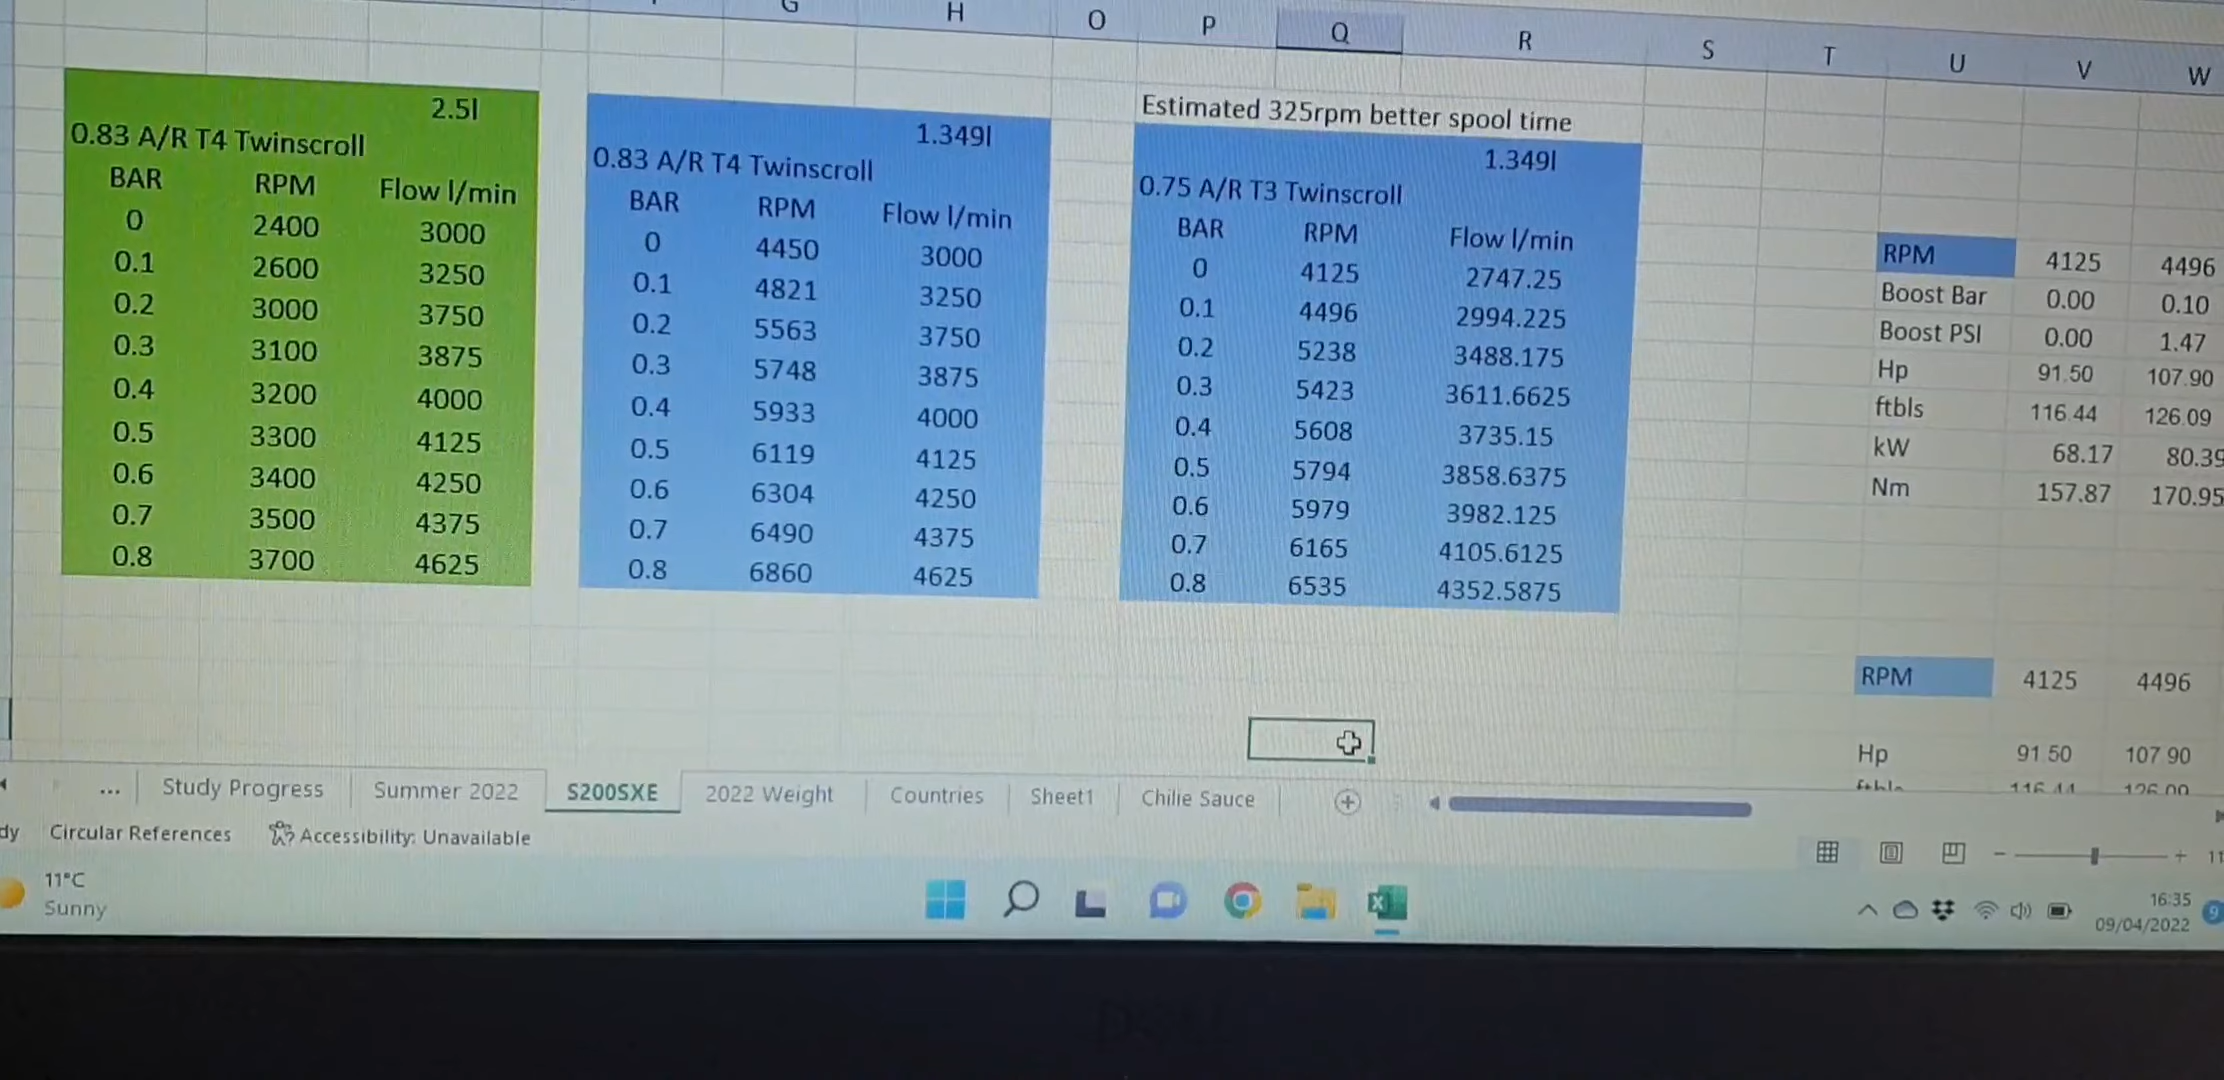 G H O P Q R S T U V W
2.5l
0.83 A/R T4 Twinscroll
BAR RPM Flow l/min
0 2400 3000
0.1 2600 3250
0.2 3000 3750
0.3 3100 3875
0.4 3200 4000
0.5 3300 4125
0.6 3400 4250
0.7 3500 4375
0.8 3700 4625
1.349l
0.83 A/R T4 Twinscroll
BAR RPM Flow l/min
0 4450 3000
0.1 4821 3250
0.2 5563 3750
0.3 5748 3875
0.4 5933 4000
0.5 6119 4125
0.6 6304 4250
0.7 6490 4375
0.8 6860 4625
Estimated 325rpm better spool time
1.349l
0.75 A/R T3 Twinscroll
BAR RPM Flow l/min
0 4125 2747.25
0.1 4496 2994.225
0.2 5238 3488.175
0.3 5423 3611.6625
0.4 5608 3735.15
0.5 5794 3858.6375
0.6 5979 3982.125
0.7 6165 4105.6125
0.8 6535 4352.5875
RPM 4125 4496
Boost Bar 0.00 0.10
Boost PSI 0.00 1.47
Hp 91.50 107.90
ftbls 116.44 126.09
kW 68.17 80.39
Nm 157.87 170.95
RPM 4125 4496
Hp 91.50 107.90
... Study Progress Summer 2022 S200SXE 2022 Weight Countries Sheet1 Chilie Sauce
dy Circular References Accessibility: Unavailable
11°C
Sunny
16:35
09/04/2022
9